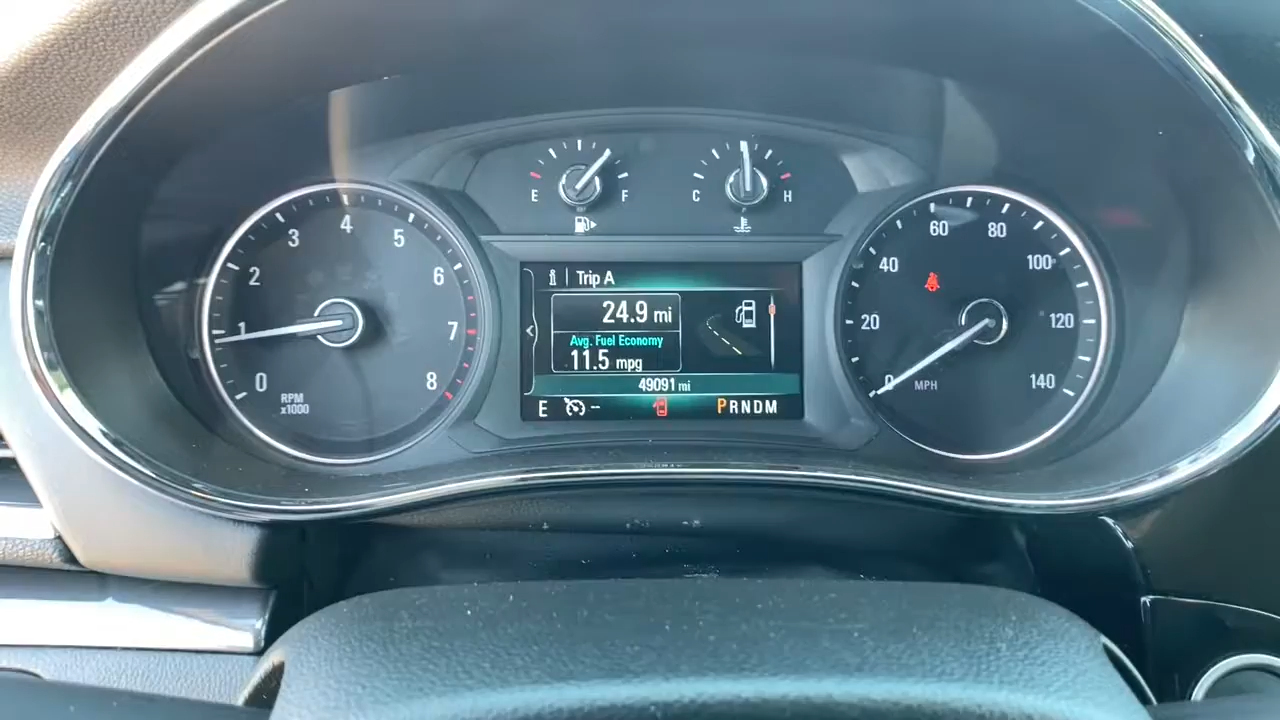 E F
C H
0 1 2 3 4 5 6 7 8
RPM
x1000
i Trip A
24.9 mi
Avg. Fuel Economy
11.5 mpg
49091 mi
E -- PRNDM
0 20 40 60 80 100 120 140
MPH